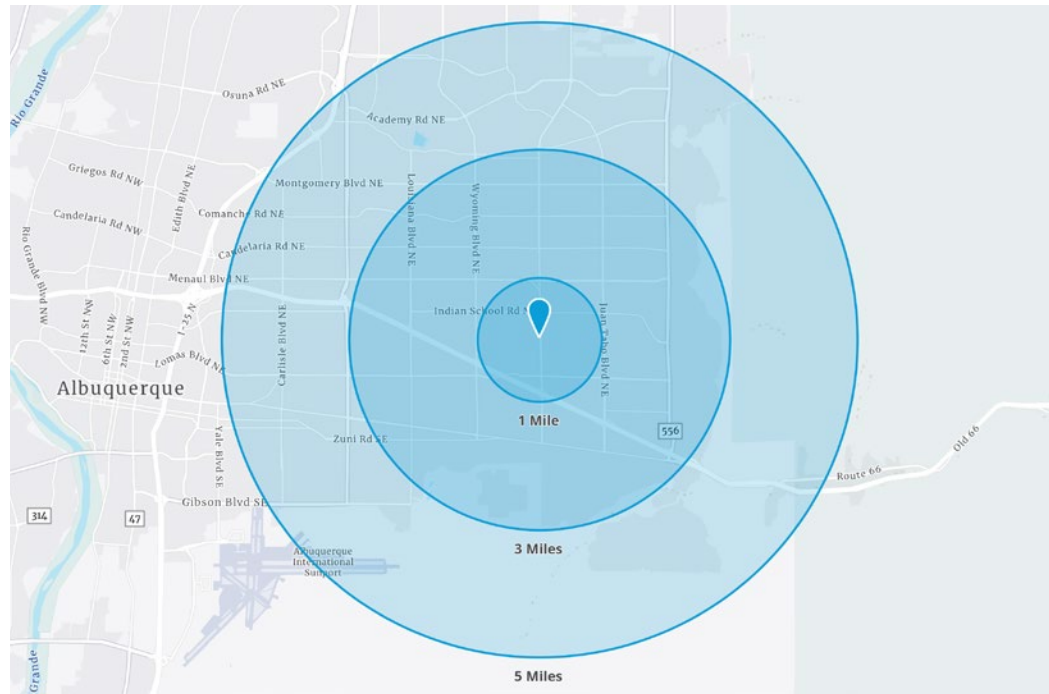 Rio Grande
Osuna Rd NE
Academy Rd NE
Griegos Rd NW
Edith Blvd NE
Montgomery Blvd NE
Louisiana Blvd NE
Wyoming Blvd NE
Candelaria Rd NW
Comanche Rd NE
Rio Grande Blvd NW
Candelaria Rd NE
Menaul Blvd NE
12th St NW
6th St NW
2nd St NW
I-25 N
Carlisle Blvd NE
Indian School Rd N
Juan Tabo Blvd NE
Lomas Blvd NE
Albuquerque
1 Mile
Yale Blvd SE
Zuni Rd SE
556
Old 66
Route 66
Gibson Blvd SE
314
47
Albuquerque
International
Sunport
3 Miles
Grande
5 Miles